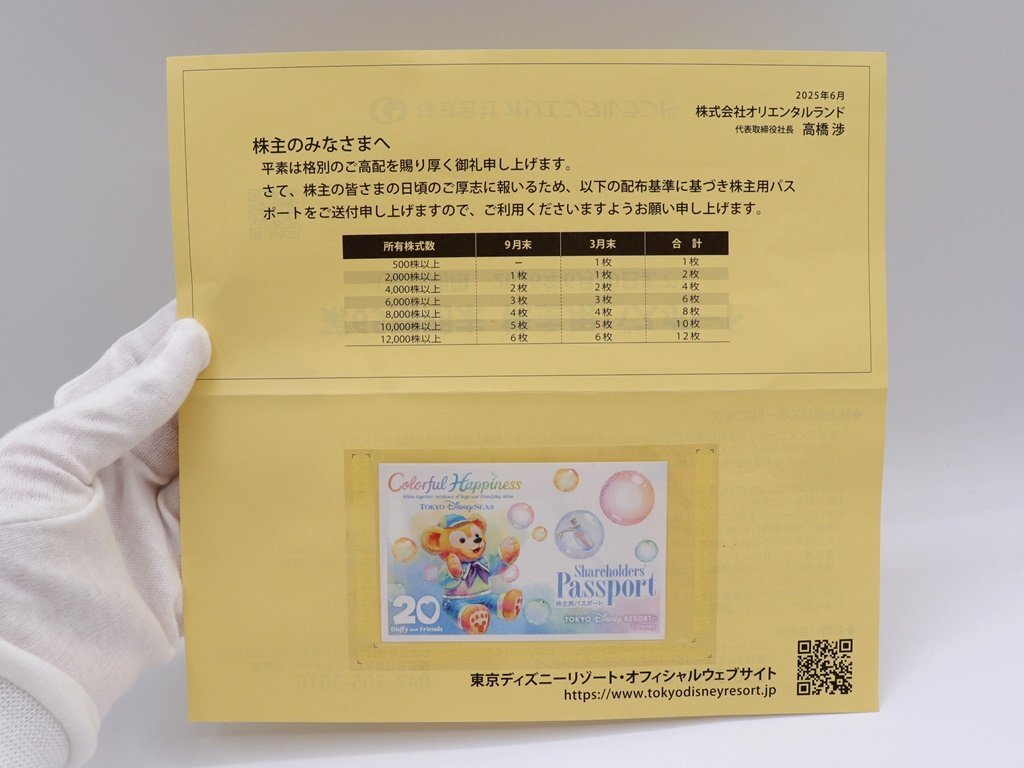 2025年6月
株式会社オリエンタルランド
代表取締役社長 高橋 渉
株主のみなさまへ
平素は格別のご高配を賜り厚く御礼申し上げます。
さて、株主の皆さまの日頃のご厚志に報いるため、以下の配布基準に基づき株主用パス
ポートをご送付申し上げますので、ご利用くださいますようお願い申し上げます。
所有株式数 9月末 3月末 合 計
500株以上 － 1枚 1枚
2,000株以上 1枚 1枚 2枚
4,000株以上 2枚 2枚 4枚
6,000株以上 3枚 3枚 6枚
8,000株以上 4枚 4枚 8枚
10,000株以上 5枚 5枚 10枚
12,000株以上 6枚 6枚 12枚
Colorful Happiness
When together, rainbows of hope and friendship shine
TOKYO DisneySEA®
Shareholders'
Passport
株主用パスポート
20
Duffy and Friends
TOKYO Disney RESORT
©Disney
東京ディズニーリゾート・オフィシャルウェブサイト
https://www.tokyodisneyresort.jp